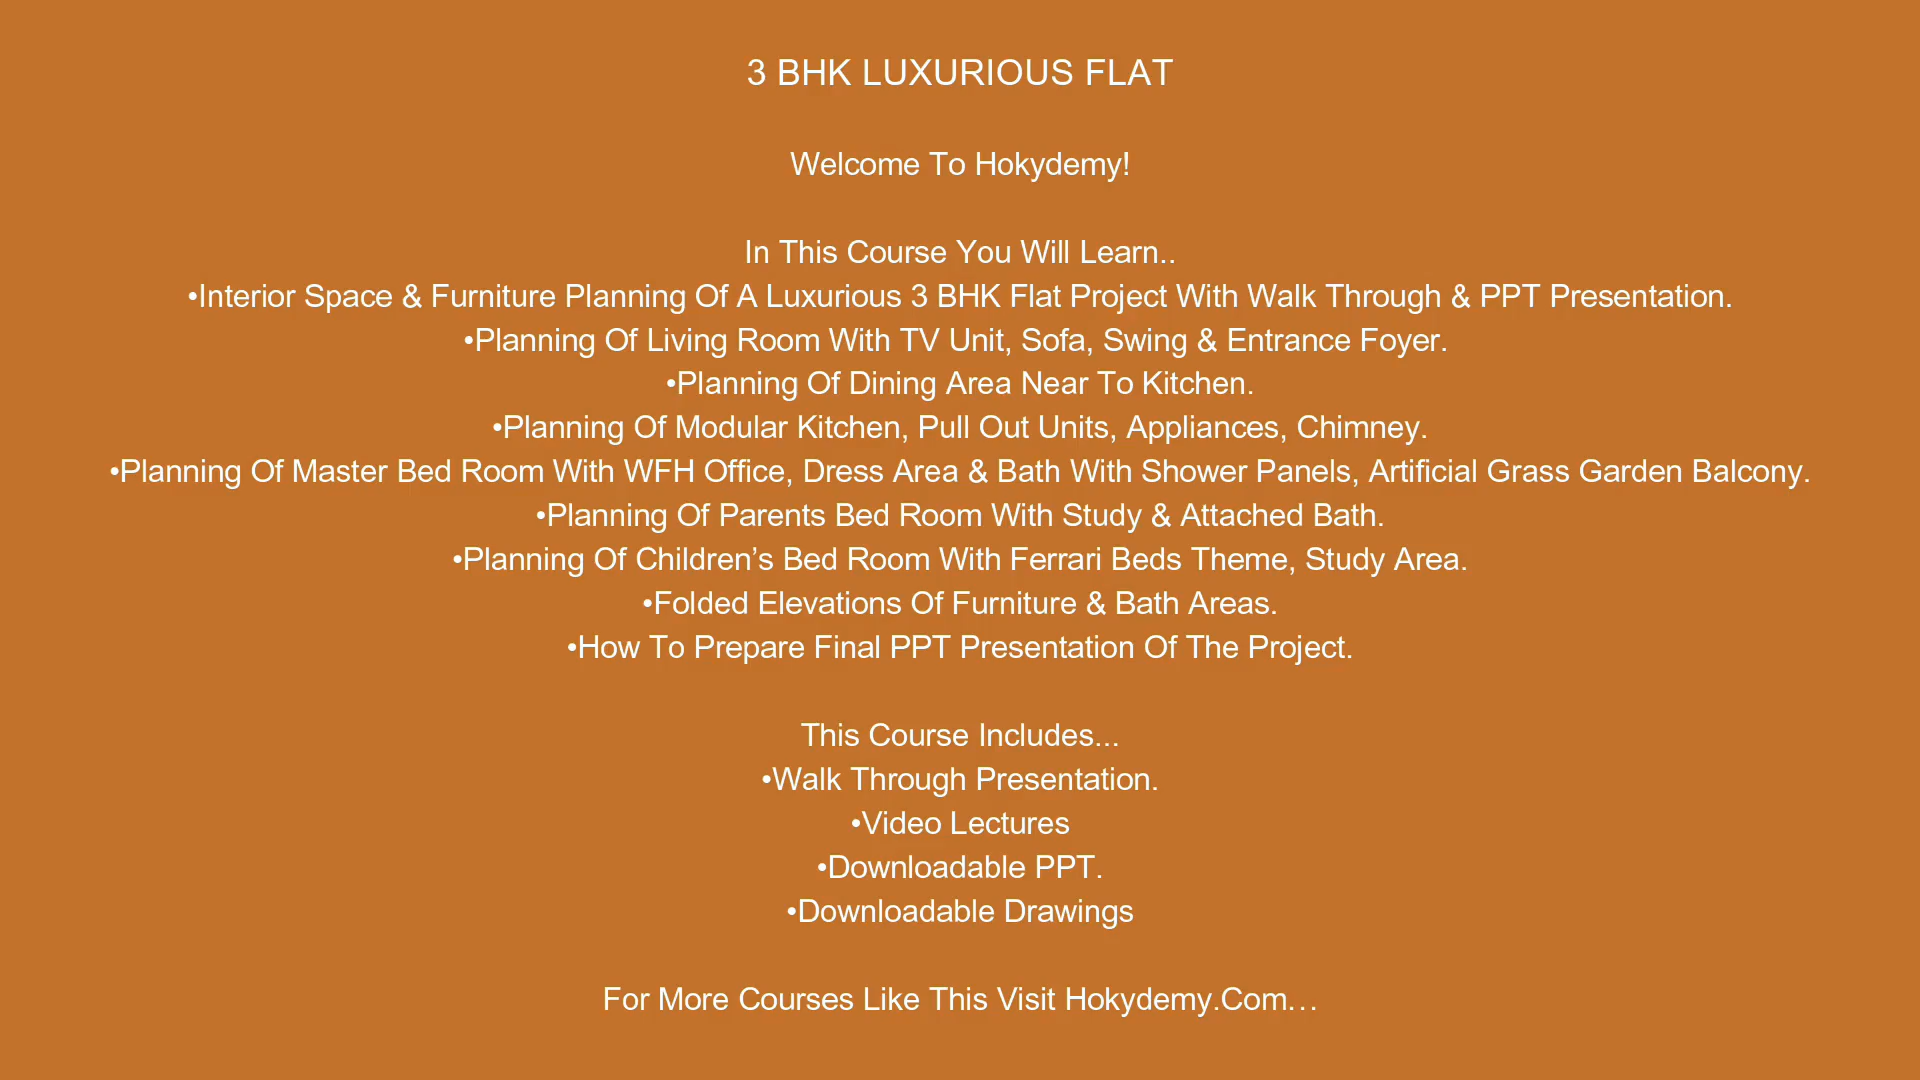 3 BHK LUXURIOUS FLAT
Welcome To Hokydemy!
In This Course You Will Learn..
•Interior Space & Furniture Planning Of A Luxurious 3 BHK Flat Project With Walk Through & PPT Presentation.
•Planning Of Living Room With TV Unit, Sofa, Swing & Entrance Foyer.
•Planning Of Dining Area Near To Kitchen.
•Planning Of Modular Kitchen, Pull Out Units, Appliances, Chimney.
•Planning Of Master Bed Room With WFH Office, Dress Area & Bath With Shower Panels, Artificial Grass Garden Balcony.
•Planning Of Parents Bed Room With Study & Attached Bath.
•Planning Of Children’s Bed Room With Ferrari Beds Theme, Study Area.
•Folded Elevations Of Furniture & Bath Areas.
•How To Prepare Final PPT Presentation Of The Project.
This Course Includes...
•Walk Through Presentation.
•Video Lectures
•Downloadable PPT.
•Downloadable Drawings
For More Courses Like This Visit Hokydemy.Com…